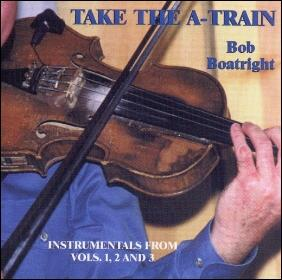 TAKE THE A-TRAIN
Bob
Boatright
INSTRUMENTALS FROM
VOLS. 1, 2 AND 3